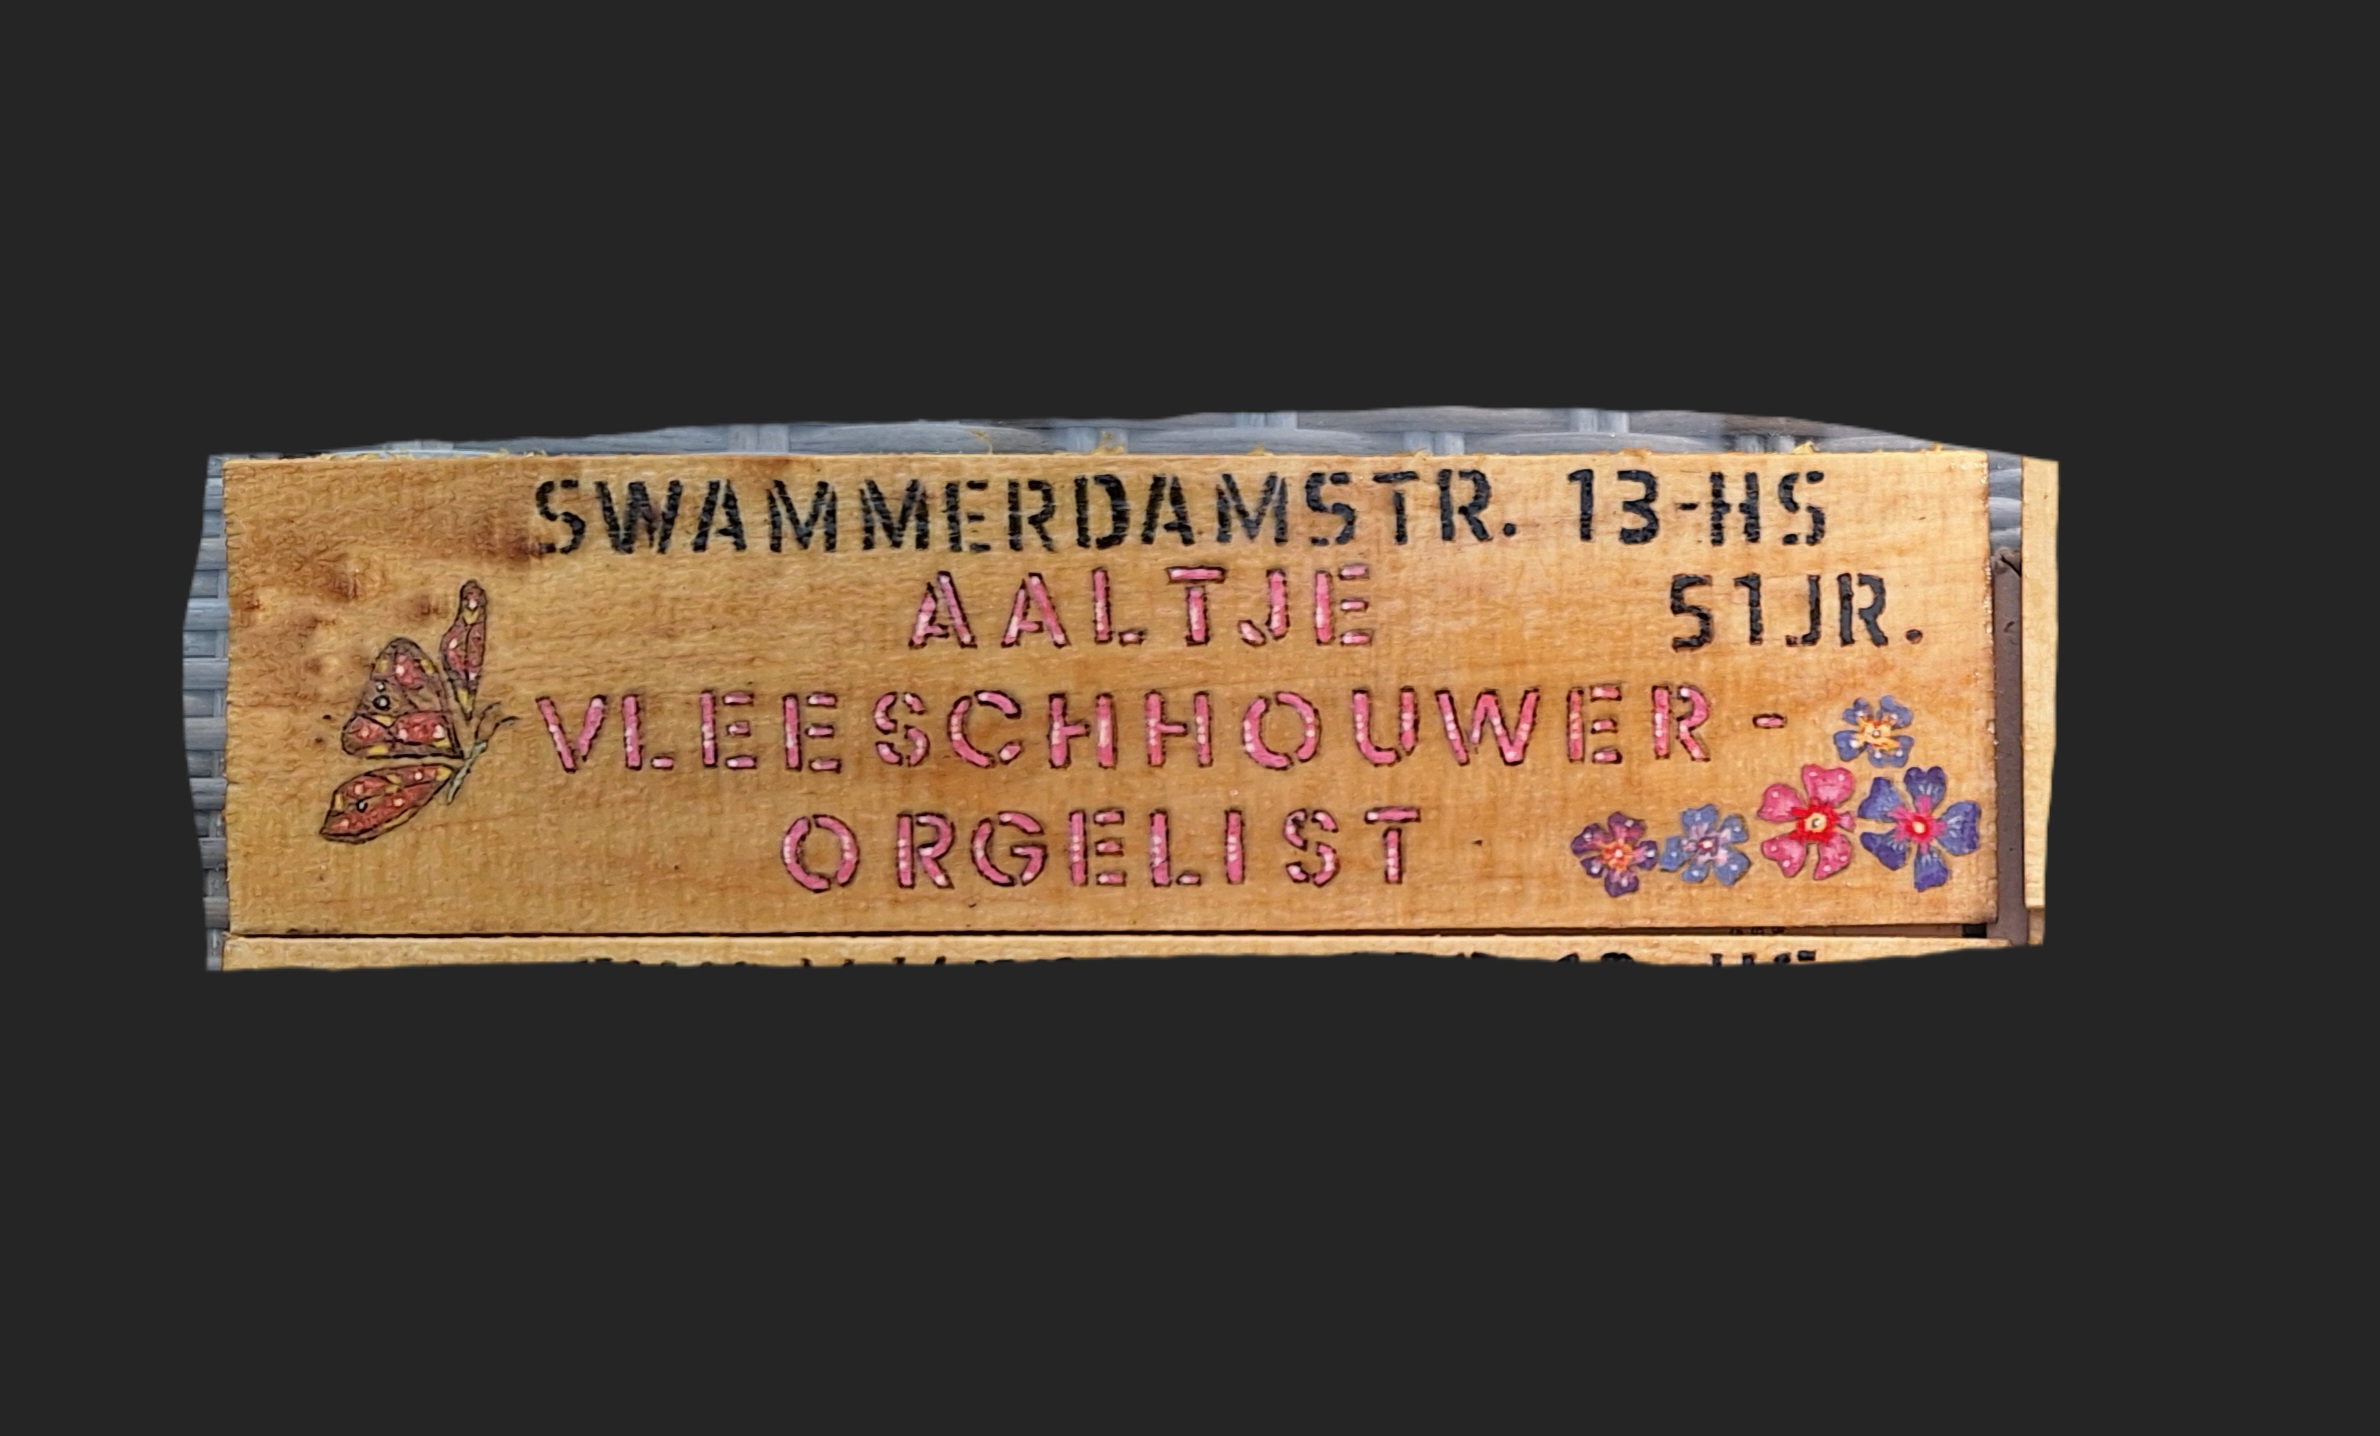 SWAMMERDAMSTR. 13-HS
AALTJE 51JR.
VLEESCHHOUWER-
ORGELIST